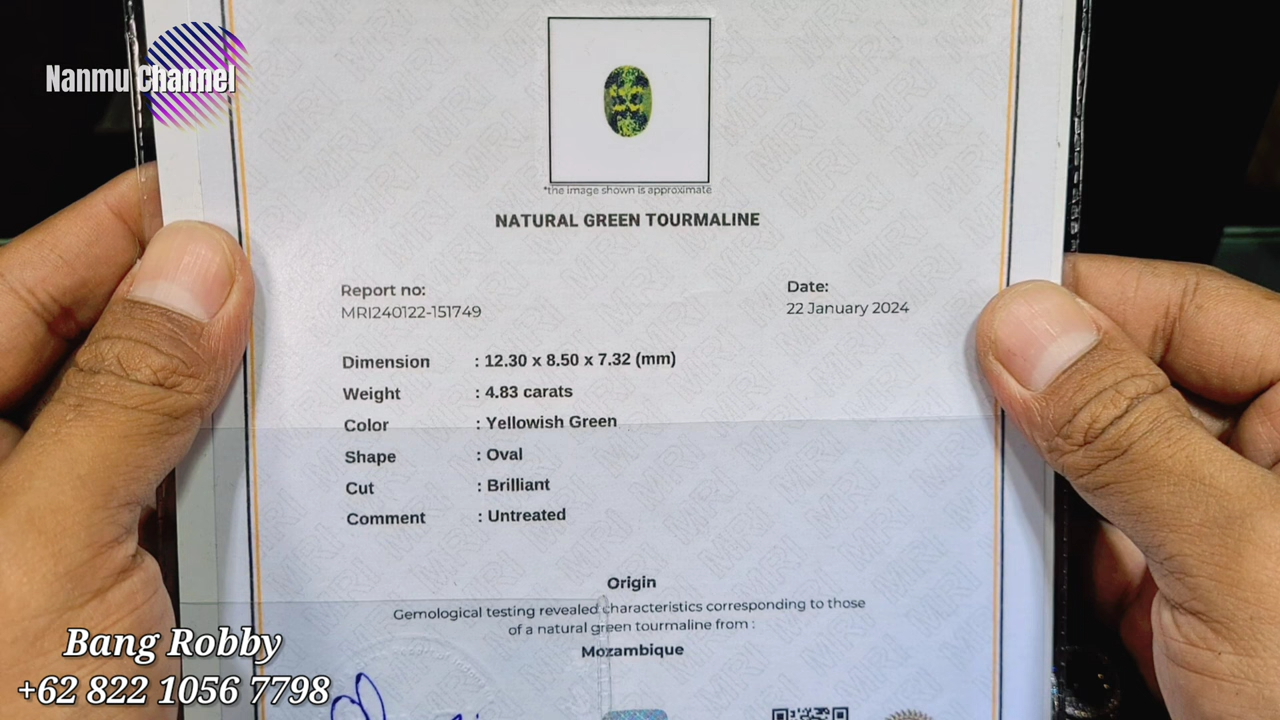 Nanmu Channel
*the image shown is approximate
NATURAL GREEN TOURMALINE
Report no:
MRI240122-151749
Date:
22 January 2024
Dimension : 12.30 x 8.50 x 7.32 (mm)
Weight : 4.83 carats
Color : Yellowish Green
Shape : Oval
Cut : Brilliant
Comment : Untreated
Origin
Gemological testing revealed characteristics corresponding to those
of a natural green tourmaline from :
Mozambique
Bang Robby
+62 822 1056 7798